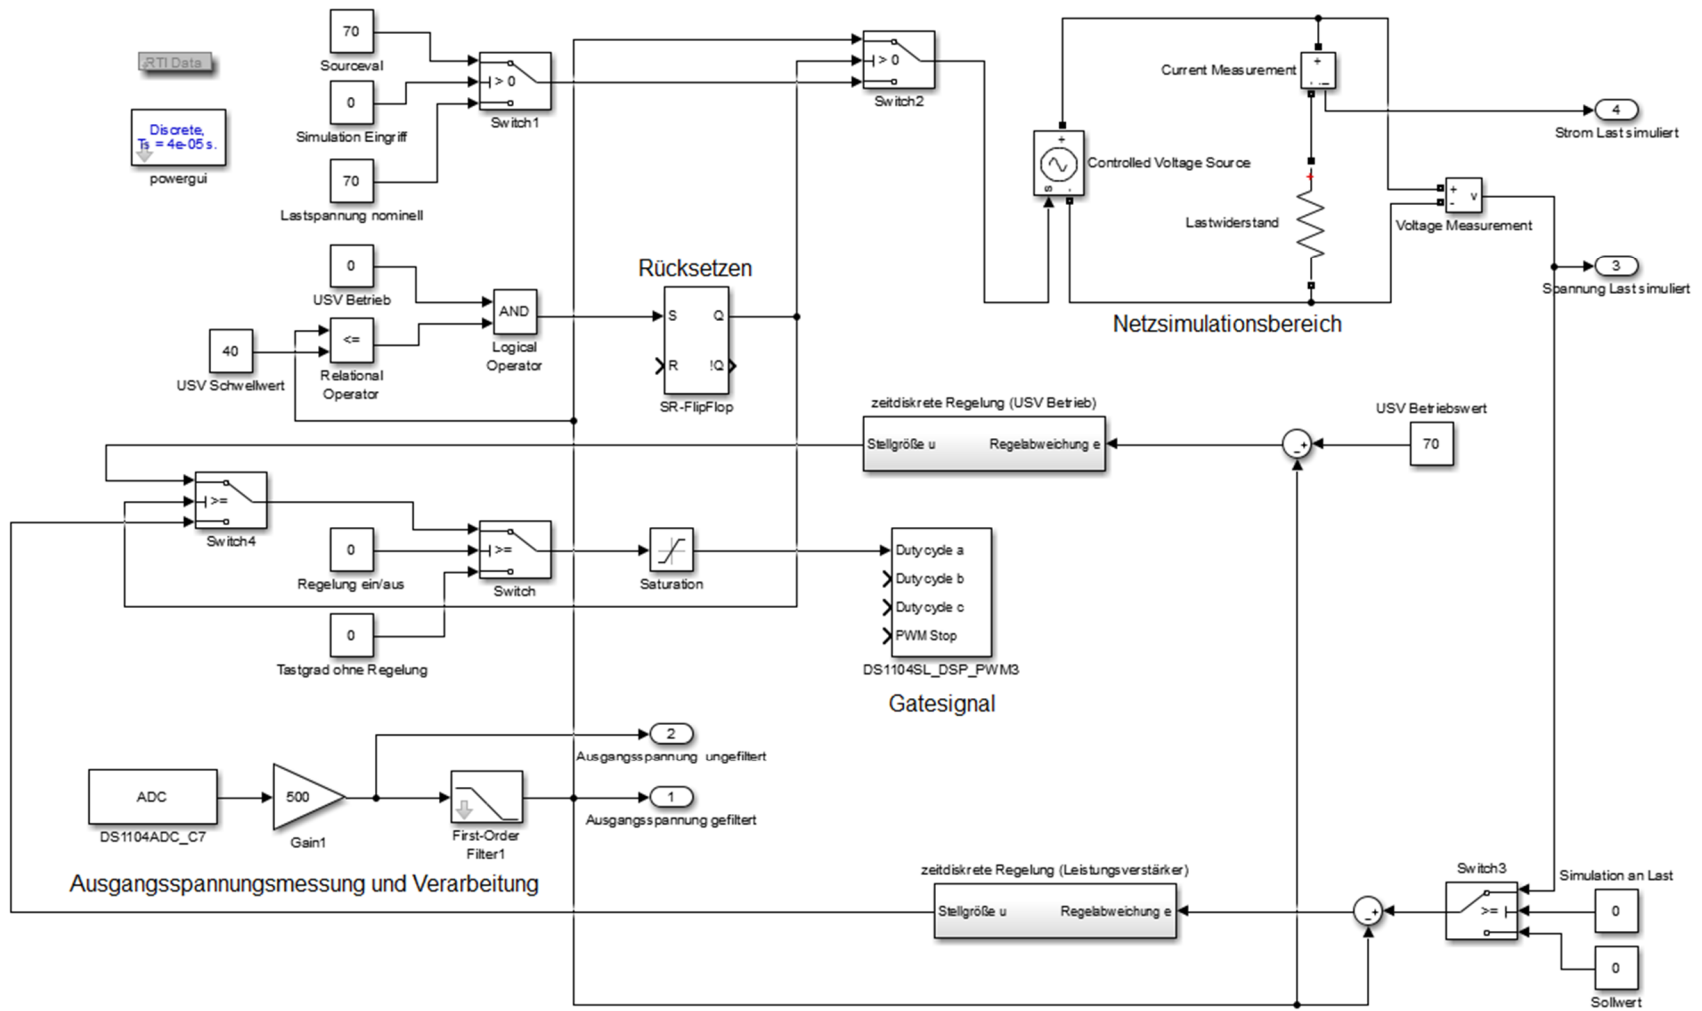 70
Sourceval
RTI Data
0
Simulation Eingriff
> 0
Switch1
> 0
Switch2
Discrete,
Ts = 4e-05 s.
powergui
70
Lastspannung nominell
Current Measurement
+
-
4
Strom Last simuliert
+
s
-
Controlled Voltage Source
+
Lastwiderstand
+
-
v
Voltage Measurement
3
Spannung Last simuliert
Netzsimulationsbereich
0
USV Betrieb
40
USV Schwellwert
<=
Relational
Operator
AND
Logical
Operator
Rücksetzen
S
Q
R
!Q
SR-FlipFlop
zeitdiskrete Regelung (USV Betrieb)
Stellgröße u
Regelabweichung e
+
-
USV Betriebswert
70
>=
Switch4
0
Regelung ein/aus
>=
Switch
0
Tastgrad ohne Regelung
Saturation
Duty cycle a
Duty cycle b
Duty cycle c
PWM Stop
DS1104SL_DSP_PWM3
Gatesignal
2
Ausgangsspannung ungefiltert
ADC
DS1104ADC_C7
500
Gain1
First-Order
Filter1
1
Ausgangsspannung gefiltert
Ausgangsspannungsmessung und Verarbeitung
zeitdiskrete Regelung (Leistungsverstärker)
Stellgröße u
Regelabweichung e
+
-
Switch3
>=
Simulation an Last
0
0
Sollwert